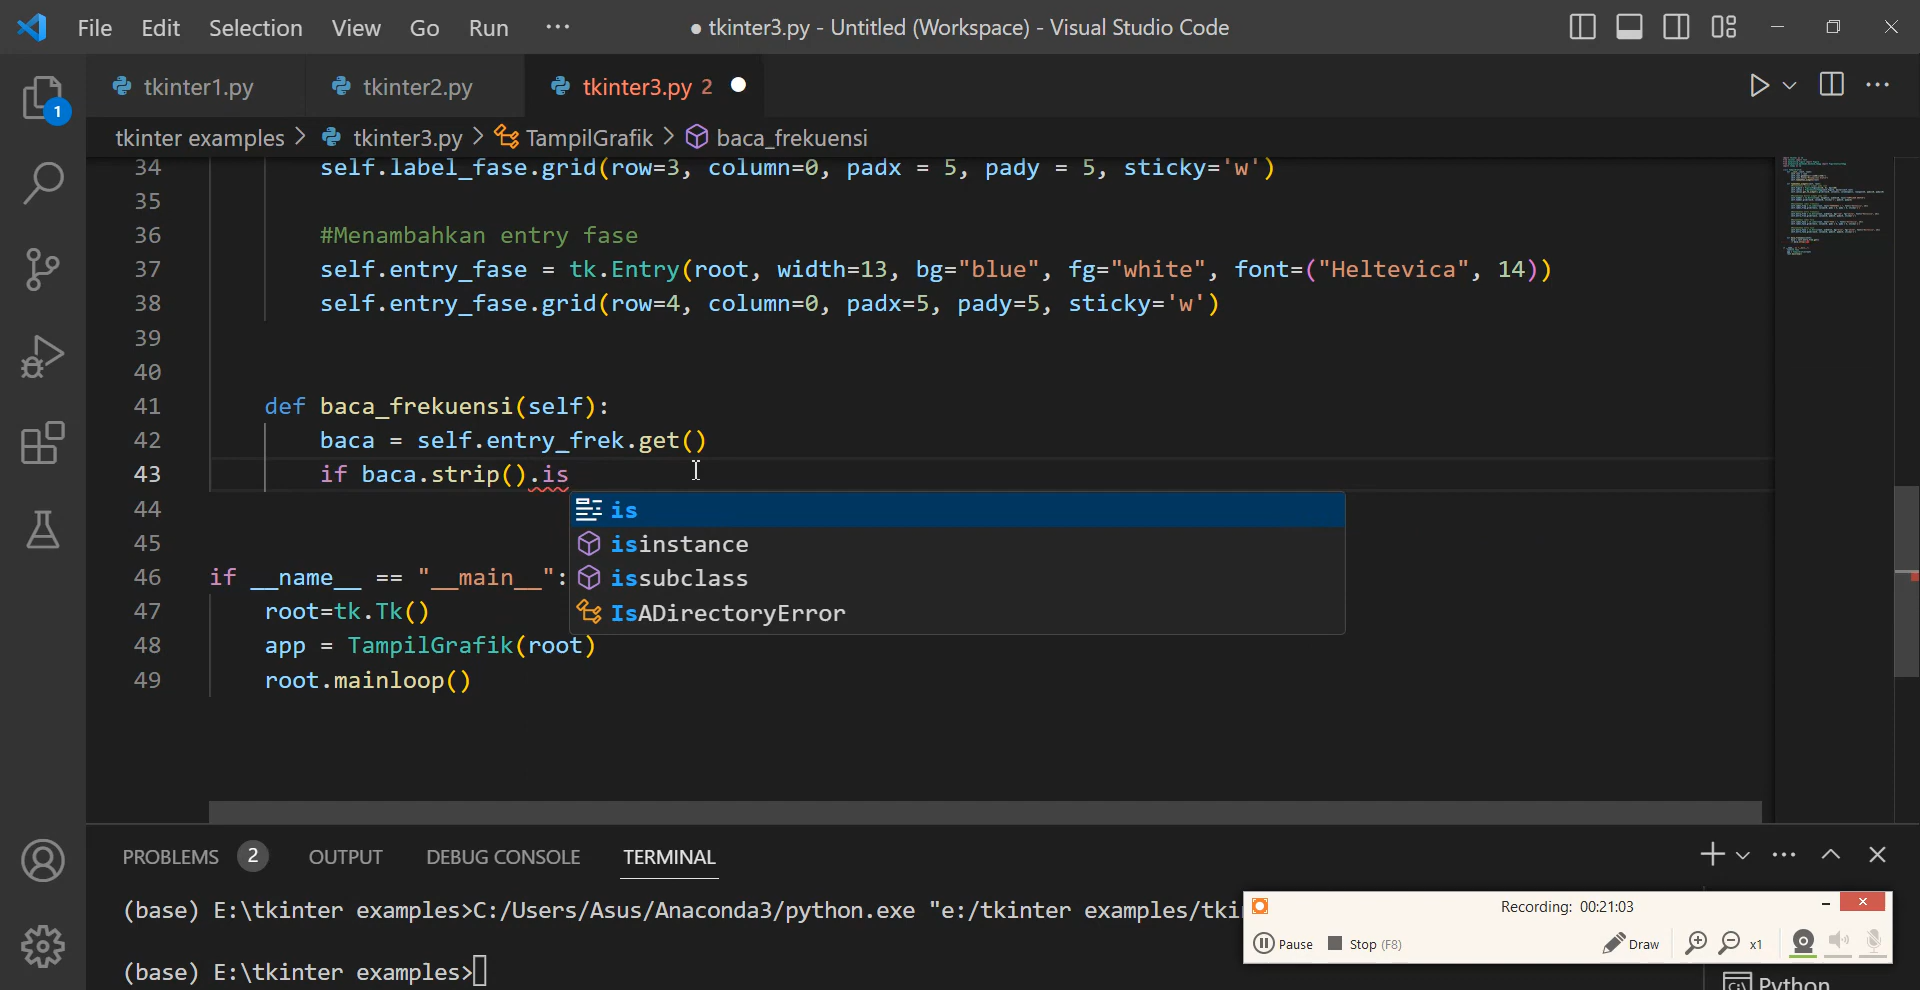 File Edit Selection View Go Run ··· ● tkinter3.py - Untitled (Workspace) - Visual Studio Code
1
tkinter1.py tkinter2.py tkinter3.py 2
tkinter examples > tkinter3.py > TampilGrafik > baca_frekuensi
34 self.label_fase.grid(row=3, column=0, padx = 5, pady = 5, sticky='w')
35
36 #Menambahkan entry fase
37 self.entry_fase = tk.Entry(root, width=13, bg="blue", fg="white", font=("Heltevica", 14))
38 self.entry_fase.grid(row=4, column=0, padx=5, pady=5, sticky='w')
39
40
41 def baca_frekuensi(self):
42 baca = self.entry_frek.get()
43 if baca.strip().is
44 is
45 isinstance
46 if __name__ == "__main__": issubclass
47 root=tk.Tk() IsADirectoryError
48 app = TampilGrafik(root)
49 root.mainloop()
PROBLEMS 2 OUTPUT DEBUG CONSOLE TERMINAL
(base) E:\tkinter examples>C:/Users/Asus/Anaconda3/python.exe "e:/tkinter examples/tki
Recording: 00:21:03
Pause Stop (F8) Draw x1
(base) E:\tkinter examples>
Python